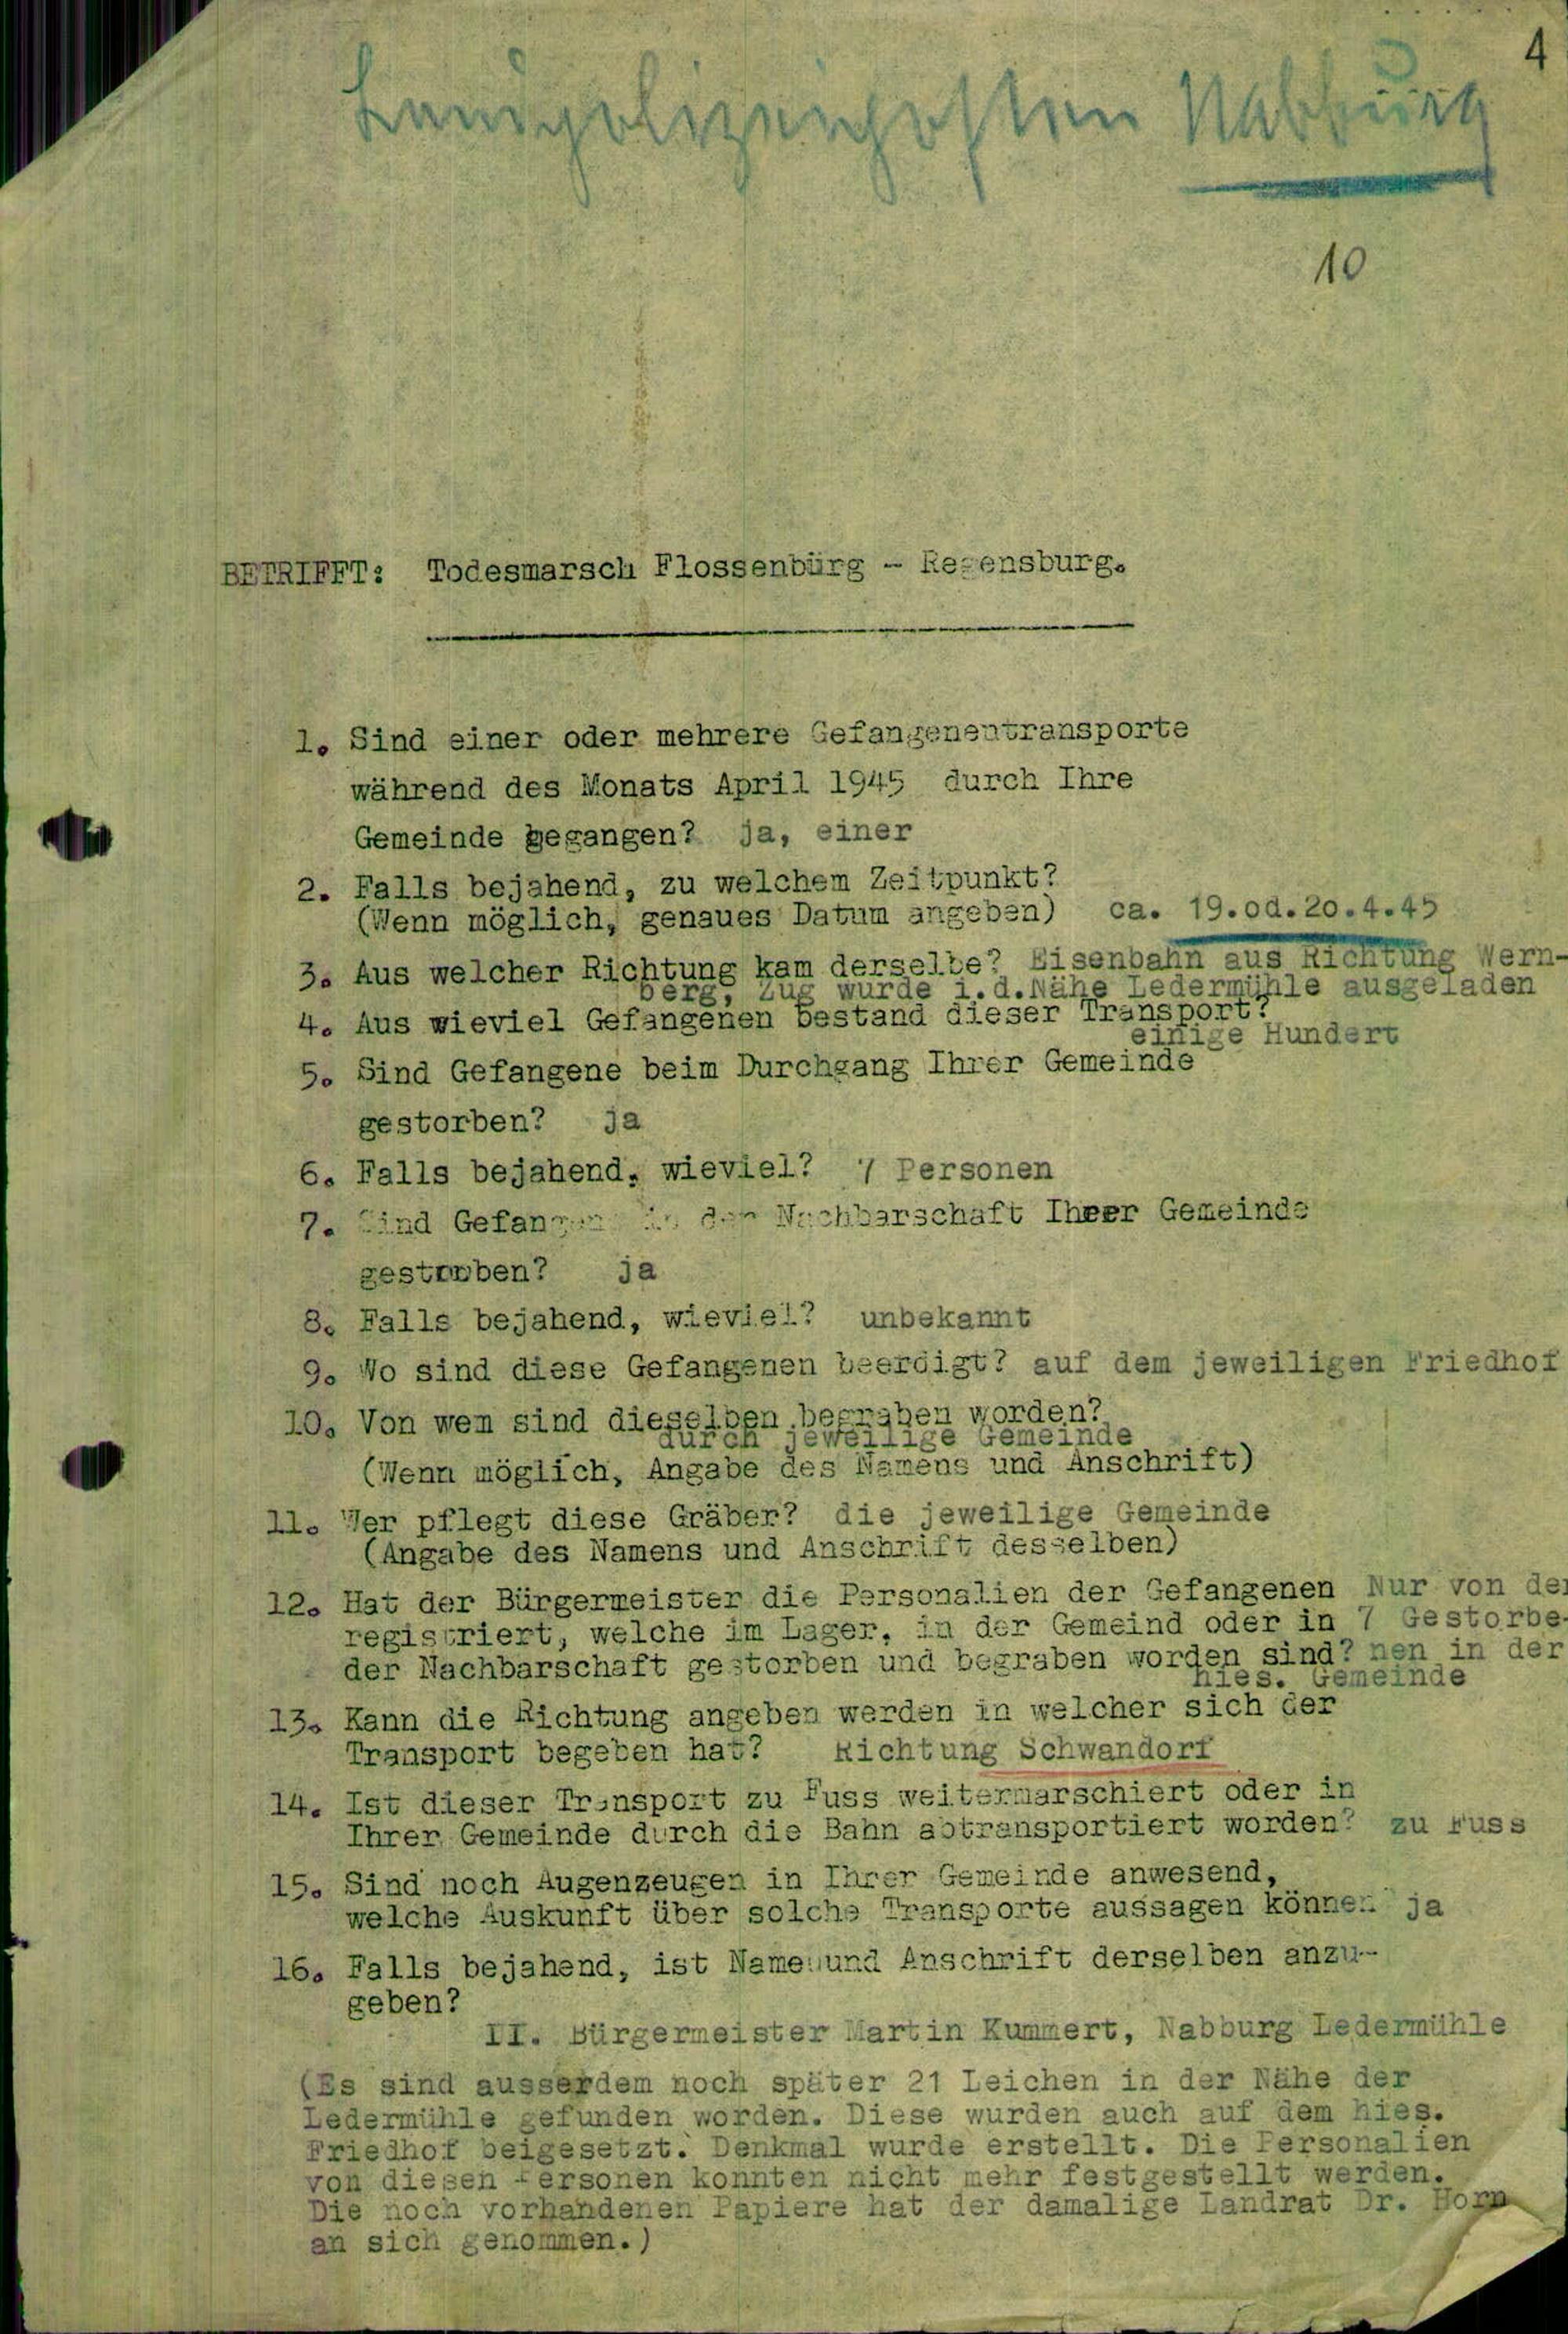 4
Landpolizeiposten Nabburg
10
BETRIFFT: Todesmarsch Flossenbürg - Regensburg.
1. Sind einer oder mehrere Gefangenentransporte
während des Monats April 1945 durch Ihre
Gemeinde gegangen? ja, einer
2. Falls bejahend, zu welchem Zeitpunkt?
(Wenn möglich, genaues Datum angeben) ca. 19.od.20.4.45
3. Aus welcher Richtung kam derselbe? Eisenbahn aus Richtung Wern-
berg, Zug wurde i.d.Nähe Ledermühle ausgeladen
4. Aus wieviel Gefangenen bestand dieser Transport?
einige Hundert
5. Sind Gefangene beim Durchgang Ihrer Gemeinde
gestorben? ja
6. Falls bejahend, wieviel? 7 Personen
7. Sind Gefangene in der Nachbarschaft Iherer Gemeinde
gestorben? ja
8. Falls bejahend, wieviel? unbekannt
9. Wo sind diese Gefangenen beerdigt? auf dem jeweiligen Friedhof
10. Von wem sind dieselben begraben worden?
durch jeweilige Gemeinde
(Wenn möglich, Angabe des Namens und Anschrift)
11. Wer pflegt diese Gräber? die jeweilige Gemeinde
(Angabe des Namens und Anschrift desselben)
12. Hat der Bürgermeister die Personalien der Gefangenen Nur von den
registriert, welche im Lager, in der Gemeind oder in 7 Gestorbe-
der Nachbarschaft gestorben und begraben worden sind? nen in der
hies. Gemeinde
13. Kann die Richtung angeben werden in welcher sich der
Transport begeben hat? Richtung Schwandorf
14. Ist dieser Transport zu Fuss weitermarschiert oder in
Ihrer Gemeinde durch die Bahn abtransportiert worden? zu Fuss
15. Sind noch Augenzeugen in Ihrer Gemeinde anwesend,
welche Auskunft über solche Transporte aussagen können ja
16. Falls bejahend, ist Name und Anschrift derselben anzu-
geben?
II. Bürgermeister Martin Kummert, Nabburg Ledermühle
(Es sind ausserdem noch später 21 Leichen in der Nähe der
Ledermühle gefunden worden. Diese wurden auch auf dem hies.
Friedhof beigesetzt. Denkmal wurde erstellt. Die Personalien
von diesen Personen konnten nicht mehr festgestellt werden.
Die noch vorhandenen Papiere hat der damalige Landrat Dr. Horn
an sich genommen.)